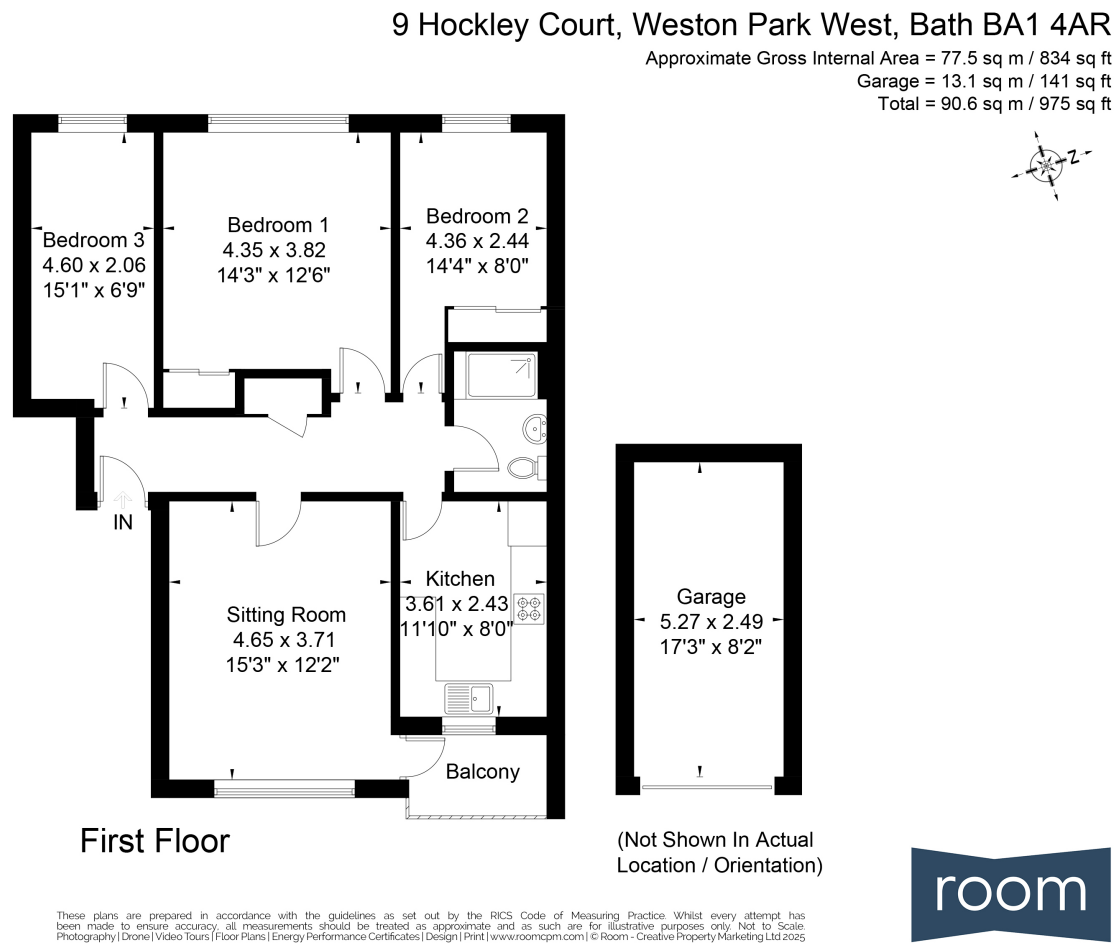 9 Hockley Court, Weston Park West, Bath BA1 4AR
Approximate Gross Internal Area = 77.5 sq m / 834 sq ft
Garage = 13.1 sq m / 141 sq ft
Total = 90.6 sq m / 975 sq ft
Z
Bedroom 3
4.60 x 2.06
15'1" x 6'9"
Bedroom 1
4.35 x 3.82
14'3" x 12'6"
Bedroom 2
4.36 x 2.44
14'4" x 8'0"
IN
Sitting Room
4.65 x 3.71
15'3" x 12'2"
Kitchen
3.61 x 2.43
11'10" x 8'0"
Balcony
Garage
5.27 x 2.49
17'3" x 8'2"
First Floor
(Not Shown In Actual
Location / Orientation)
room
These plans are prepared in accordance with the guidelines as set out by the RICS Code of Measuring Practice. Whilst every attempt has
been made to ensure accuracy, all measurements should be treated as approximate and as such are for illustrative purposes only. Not to Scale.
Photography | Drone | Video Tours | Floor Plans | Energy Performance Certificates | Design | Print | www.roomcpm.com | © Room - Creative Property Marketing Ltd 2025